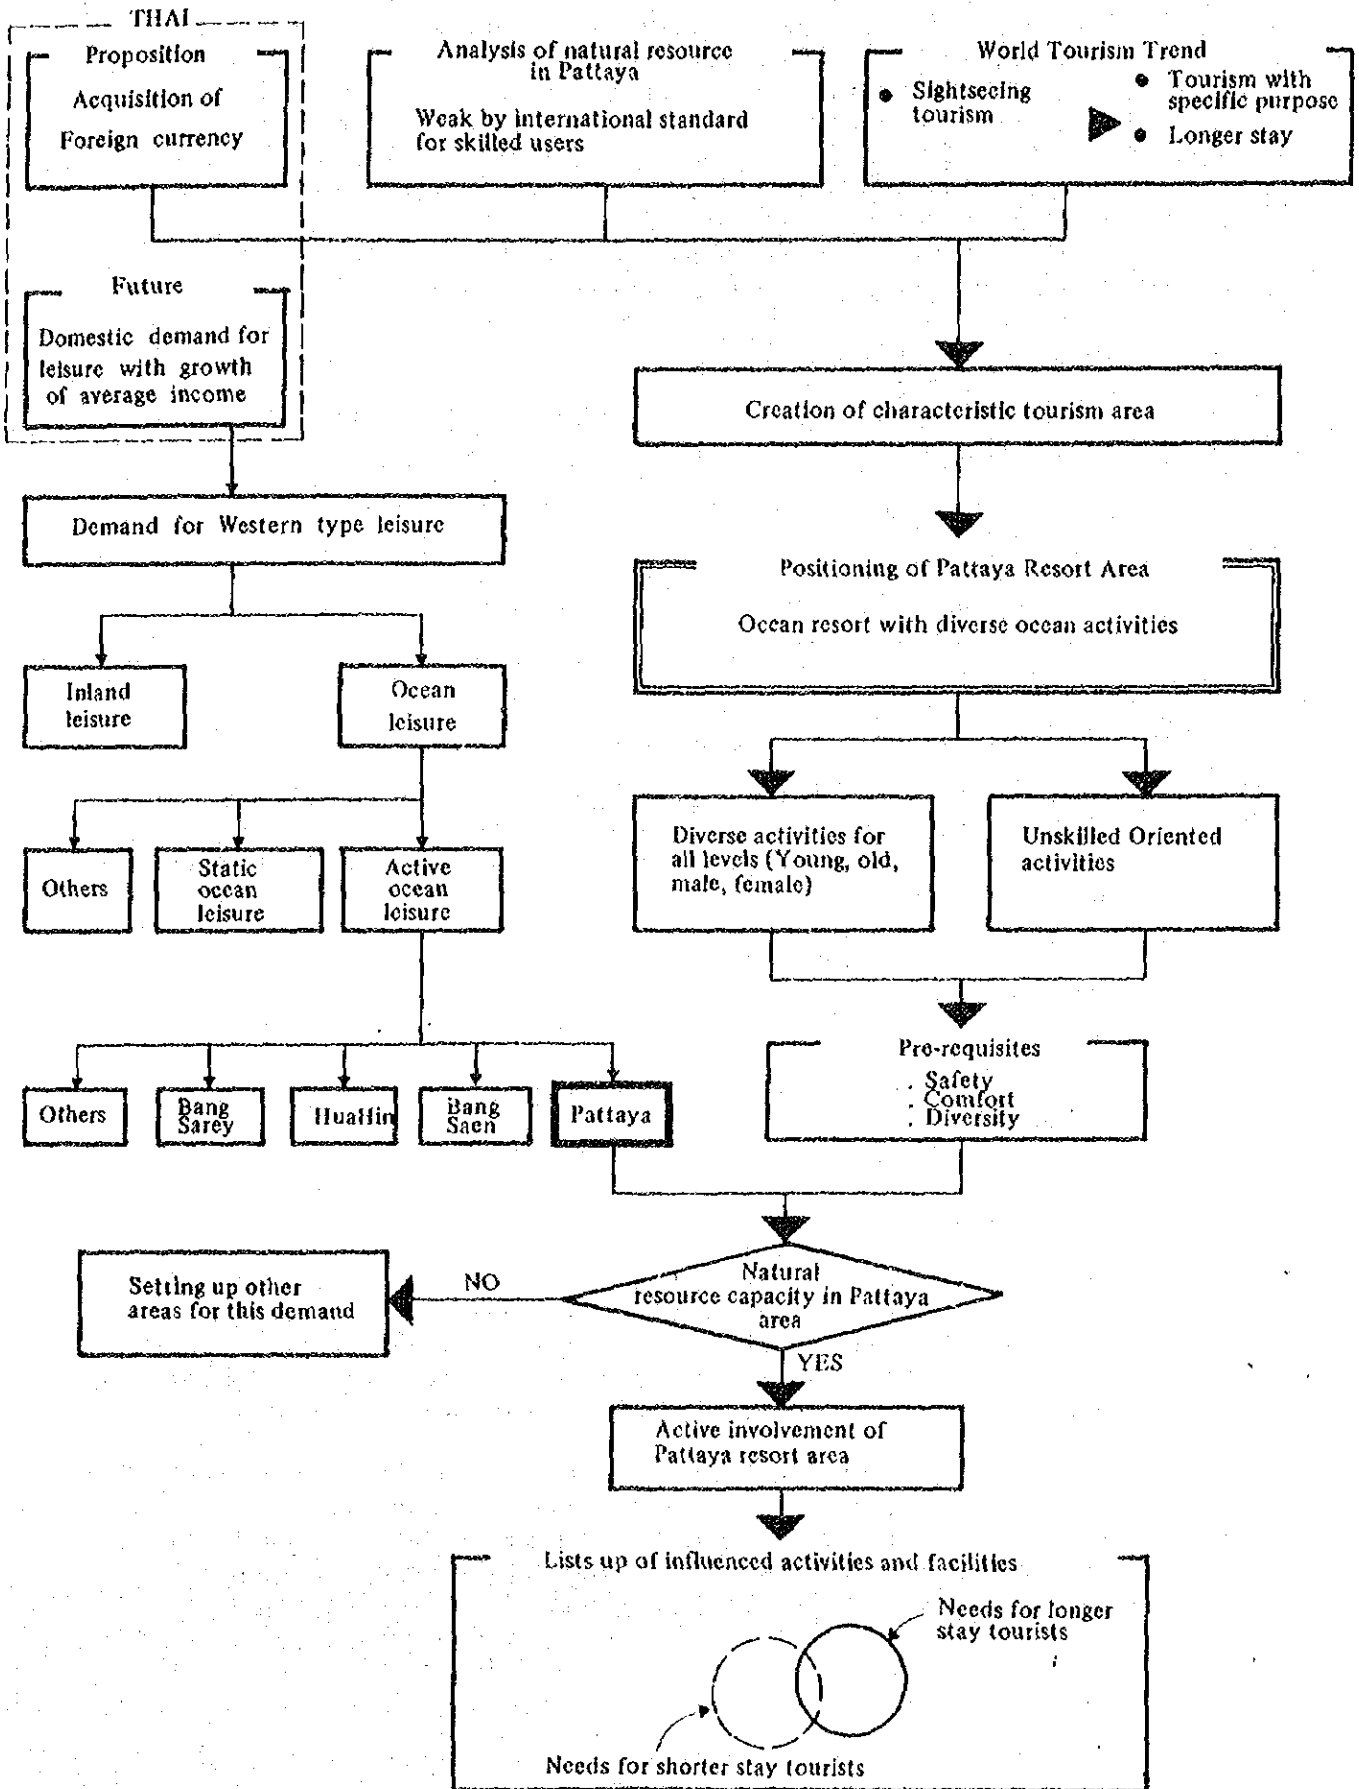 THAI
Proposition
Acquisition of
Foreign currency
Analysis of natural resource
in Pattaya
Weak by international standard
for skilled users
World Tourism Trend
• Sightseeing
tourism
• Tourism with
specific purpose
• Longer stay
Future
Domestic demand for
leisure with growth
of average income
Creation of characteristic tourism area
Demand for Western type leisure
Positioning of Pattaya Resort Area
Ocean resort with diverse ocean activities
Inland
leisure
Ocean
leisure
Others
Static
ocean
leisure
Active
ocean
leisure
Diverse activities for
all levels (Young, old,
male, female)
Unskilled Oriented
activities
Others
Bang
Sarey
HuaHin
Bang
Saen
Pattaya
Pre-requisites
. Safety
. Comfort
. Diversity
Setting up other
areas for this demand
NO
Natural
resource capacity in Pattaya
area
YES
Active involvement of
Pattaya resort area
Lists up of influenced activities and facilities
Needs for longer
stay tourists
Needs for shorter stay tourists